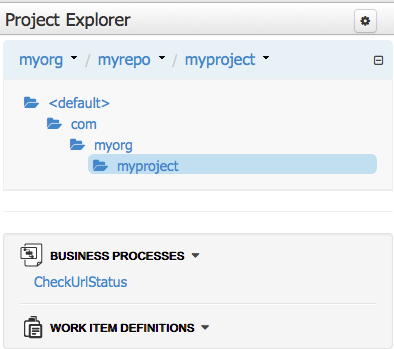 Project Explorer
myorg / myrepo / myproject
<default>
com
myorg
myproject
BUSINESS PROCESSES
CheckUrlStatus
WORK ITEM DEFINITIONS